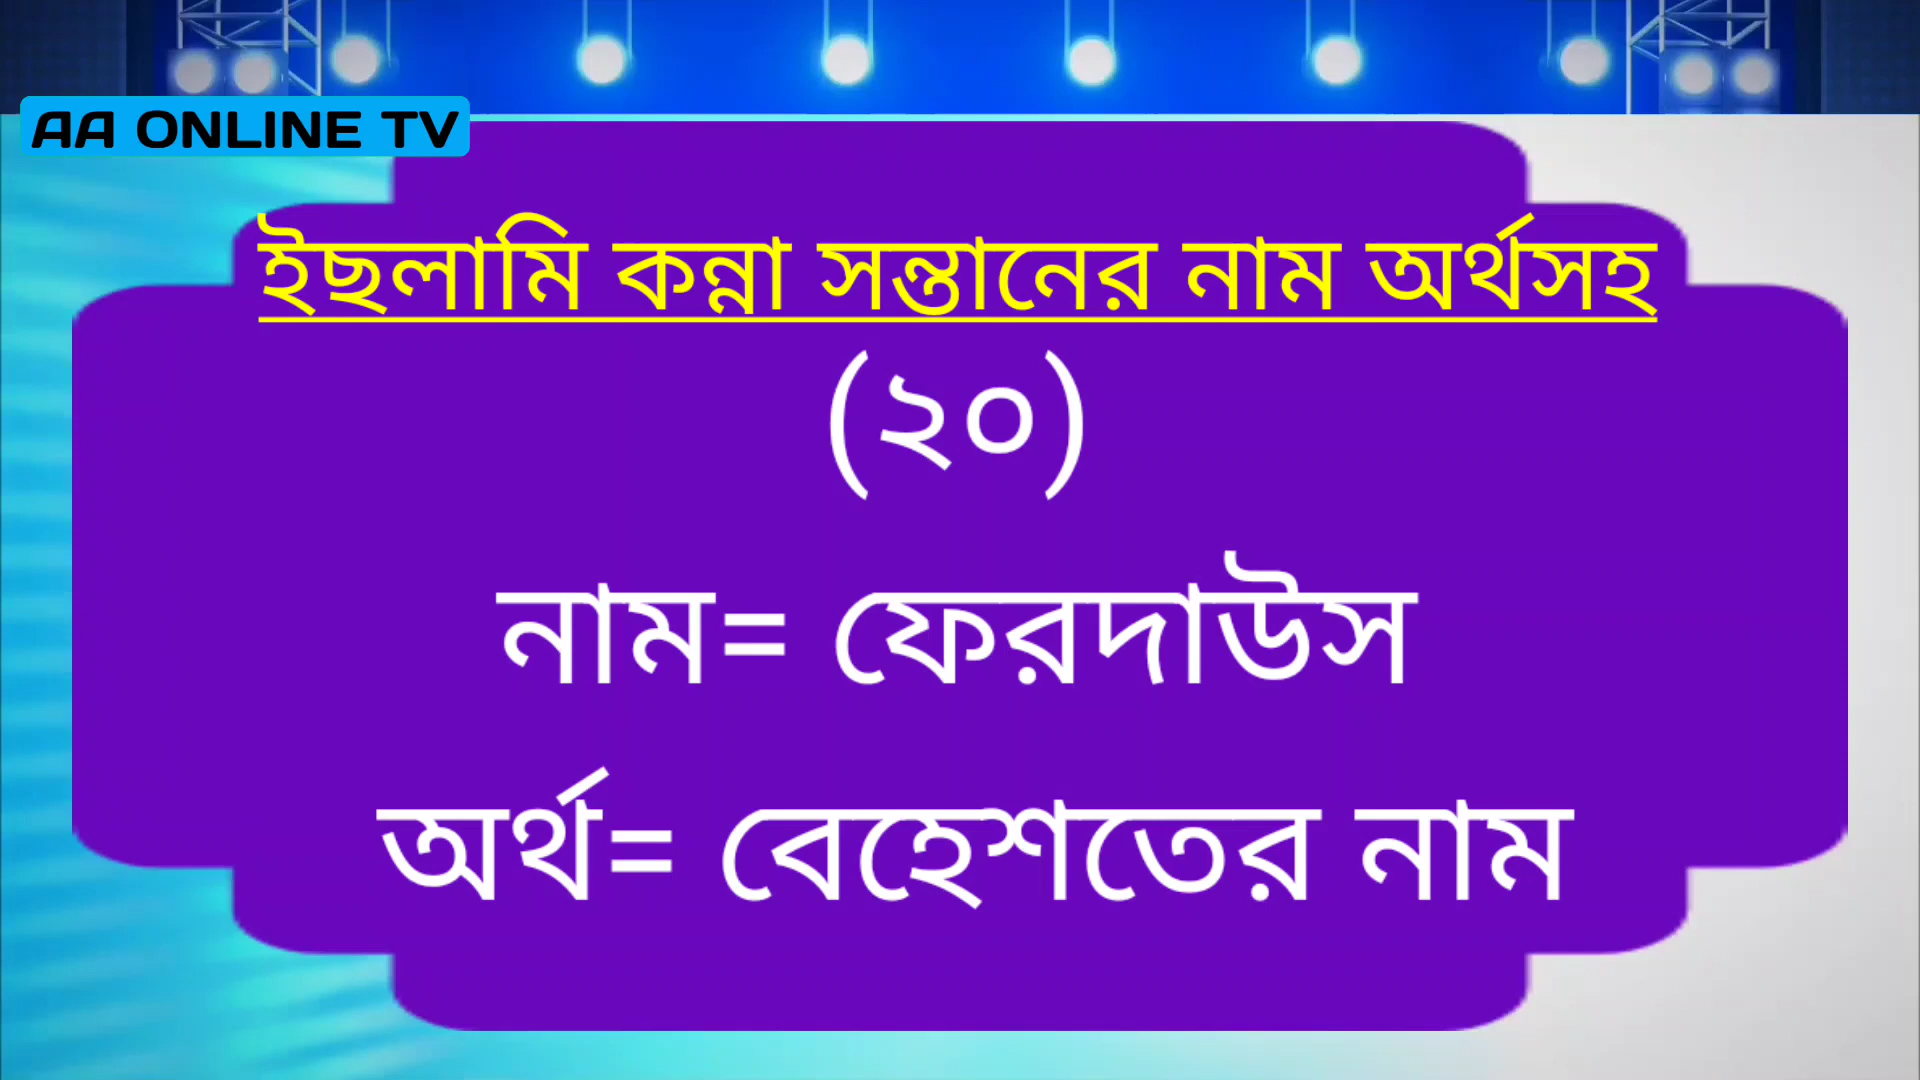 AA ONLINE TV
ইছলামি কন্না সন্তানের নাম অর্থসহ
(২০)
নাম= ফেরদাউস
অর্থ= বেহেশতের নাম